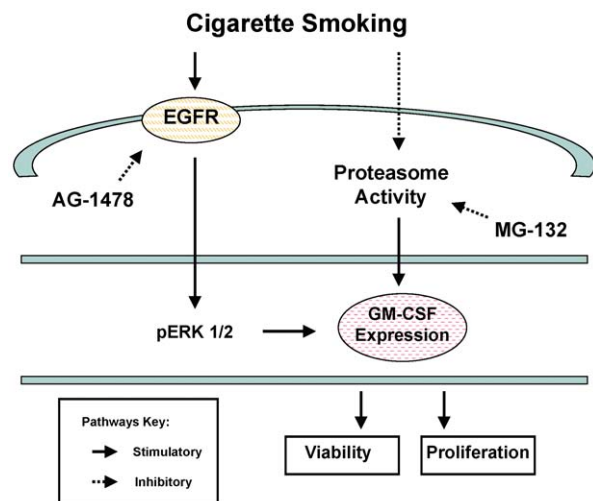 Cigarette Smoking
EGFR
AG-1478
Proteasome
Activity
MG-132
pERK 1/2
GM-CSF
Expression
Viability
Proliferation
Pathways Key:
Stimulatory
Inhibitory